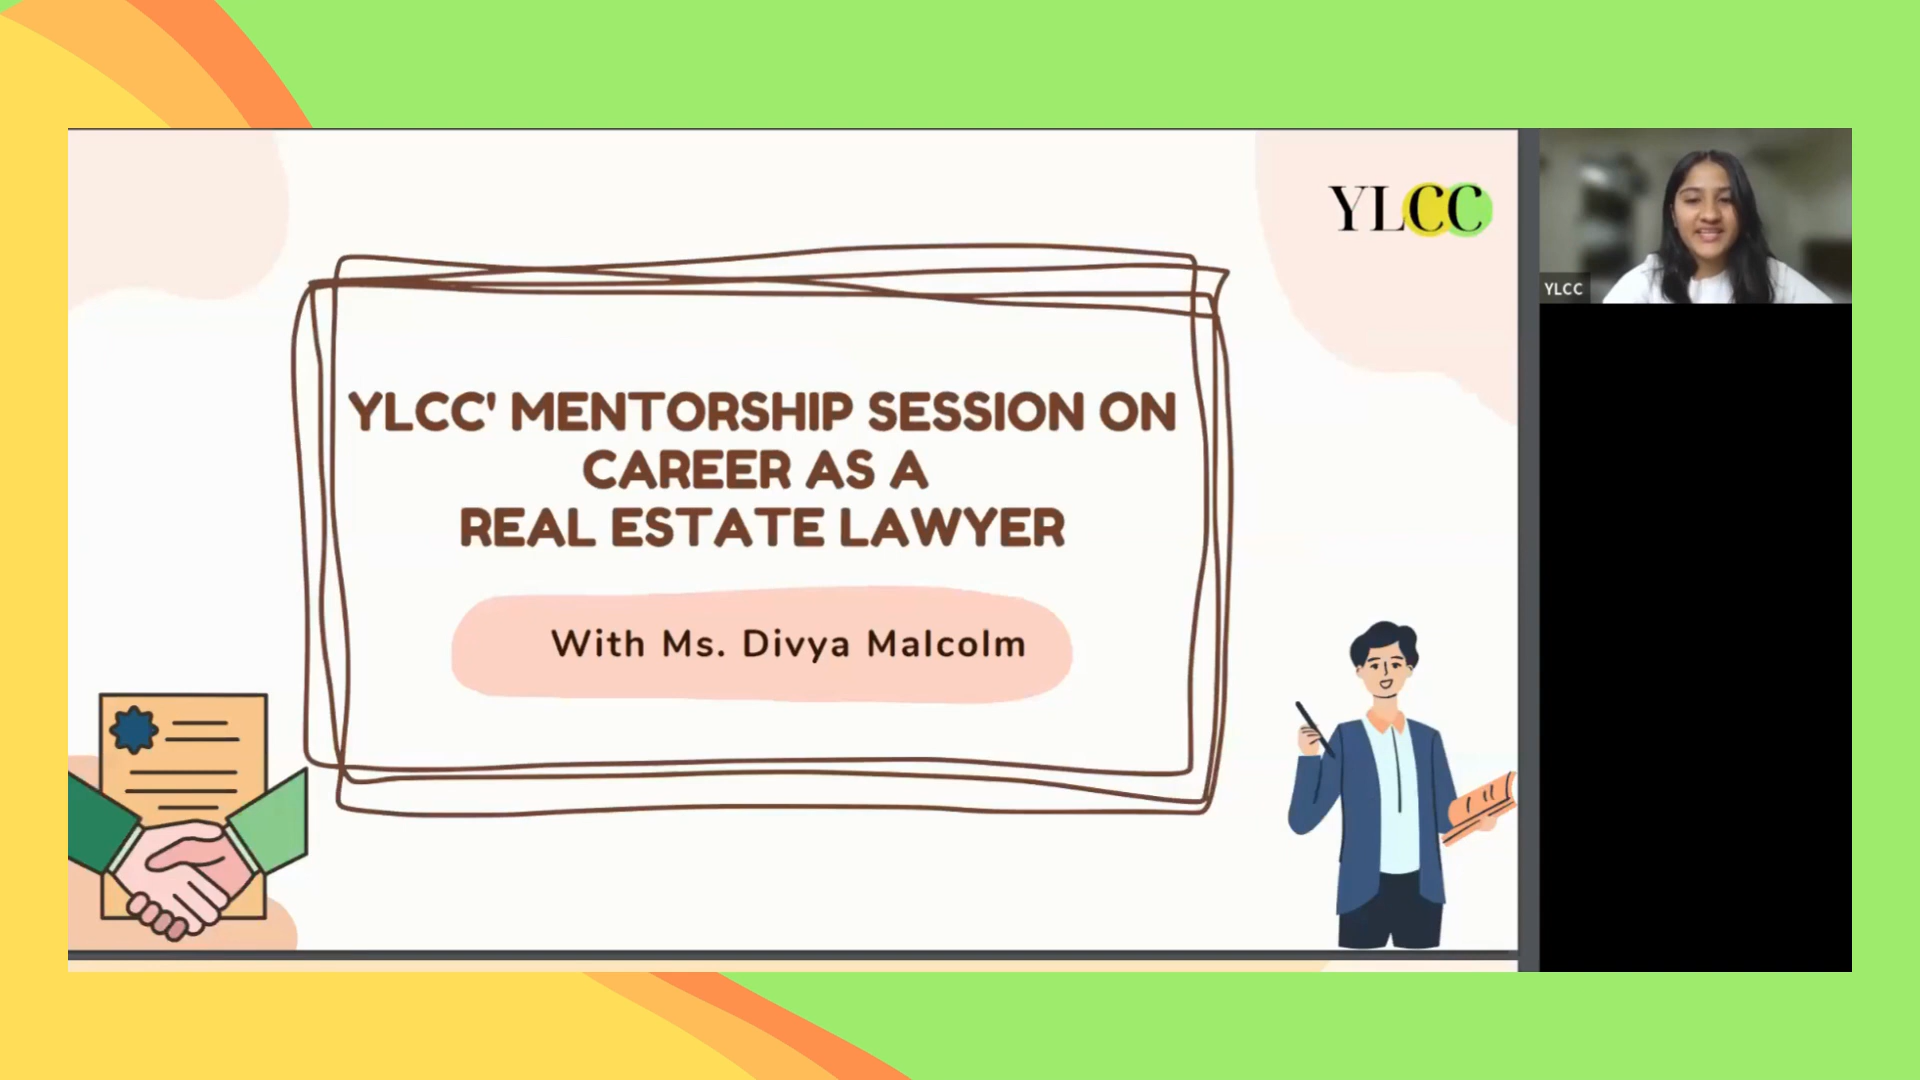 YLCC
YLCC' MENTORSHIP SESSION ON
CAREER AS A
REAL ESTATE LAWYER
With Ms. Divya Malcolm
YLCC